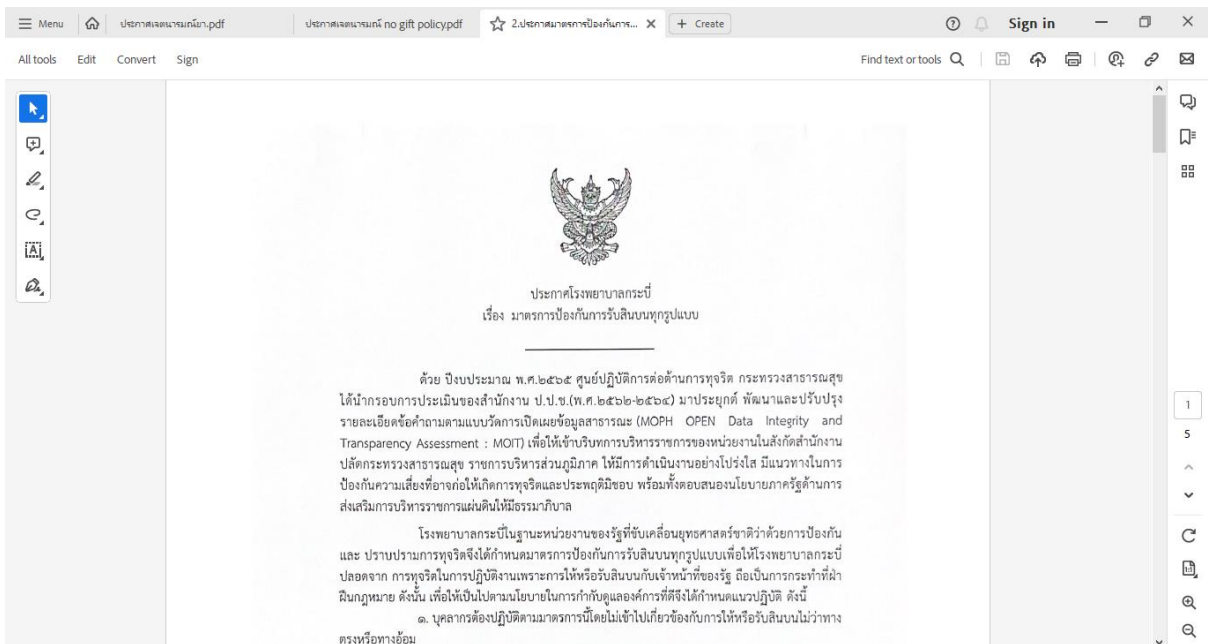 Menu
ประกาศเจตนารมณ์ยา.pdf
ประกาศเจตนารมณ์ no gift policy.pdf
2.ประกาศมาตรการป้องกันการ...
Create
Sign in
All tools Edit Convert Sign
Find text or tools
ประกาศโรงพยาบาลกระบี่
เรื่อง มาตรการป้องกันการรับสินบนทุกรูปแบบ
ด้วย ปีงบประมาณ พ.ศ.๒๕๖๕ ศูนย์ปฏิบัติการต่อต้านการทุจริต กระทรวงสาธารณสุข
ได้นำกรอบการประเมินของสำนักงาน ป.ป.ช.(พ.ศ.๒๕๖๒-๒๕๖๔) มาประยุกต์ พัฒนาและปรับปรุง
รายละเอียดข้อคำถามตามแบบวัดการเปิดเผยข้อมูลสาธารณะ (MOPH OPEN Data Integrity and
Transparency Assessment : MOIT) เพื่อให้เข้าบริบทการบริหารราชการของหน่วยงานในสังกัดสำนักงาน
ปลัดกระทรวงสาธารณสุข ราชการบริหารส่วนภูมิภาค ให้มีการดำเนินงานอย่างโปร่งใส มีแนวทางในการ
ป้องกันความเสี่ยงที่อาจก่อให้เกิดการทุจริตและประพฤติมิชอบ พร้อมทั้งตอบสนองนโยบายภาครัฐด้านการ
ส่งเสริมการบริหารราชการแผ่นดินให้มีธรรมาภิบาล
โรงพยาบาลกระบี่ในฐานะหน่วยงานของรัฐที่ขับเคลื่อนยุทธศาสตร์ชาติว่าด้วยการป้องกัน
และ ปราบปรามการทุจริตจึงได้กำหนดมาตรการป้องกันการรับสินบนทุกรูปแบบเพื่อให้โรงพยาบาลกระบี่
ปลอดจาก การทุจริตในการปฏิบัติงานเพราะการให้หรือรับสินบนกับเจ้าหน้าที่ของรัฐ ถือเป็นการกระทำที่ฝ่า
ฝืนกฎหมาย ดังนั้น เพื่อให้เป็นไปตามนโยบายในการกำกับดูแลองค์การที่ดีจึงได้กำหนดแนวปฏิบัติ ดังนี้
๑. บุคลากรต้องปฏิบัติตามมาตรการนี้โดยไม่เข้าไปเกี่ยวข้องกับการให้หรือรับสินบนไม่ว่าทาง
ตรงหรือทางอ้อม
1
5